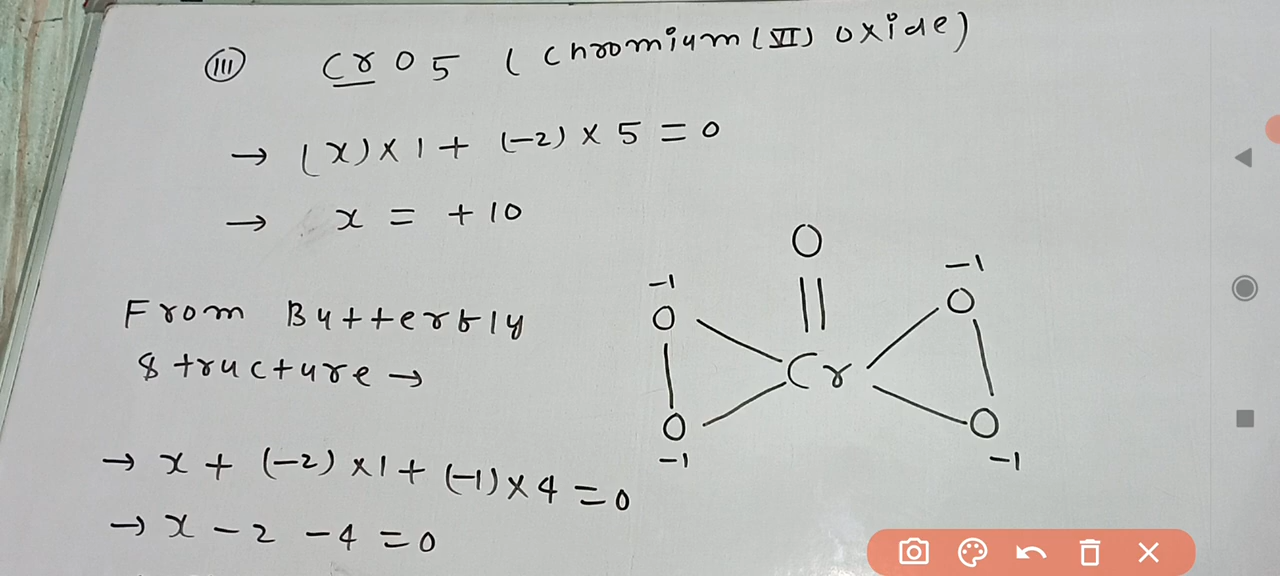 (III) CrO5 (Chromium(VI) oxide)
→ (x)×1+ (-2)×5=0
→ x = +10
From Butterfly
Structure →
O
-1 -1
O O
||
Cr
O O
-1 -1
→ x + (-2)×1+(-1)×4=0
→ x - 2 - 4 = 0